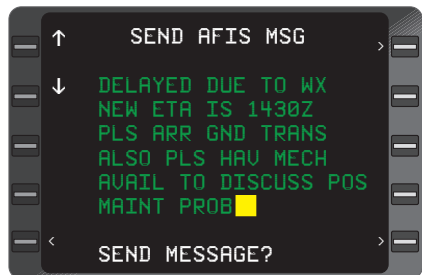 ↑ SEND AFIS MSG >
↓ DELAYED DUE TO WX
NEW ETA IS 1430Z
PLS ARR GND TRANS
ALSO PLS HAV MECH
AVAIL TO DISCUSS POS
MAINT PROB
< >
SEND MESSAGE?